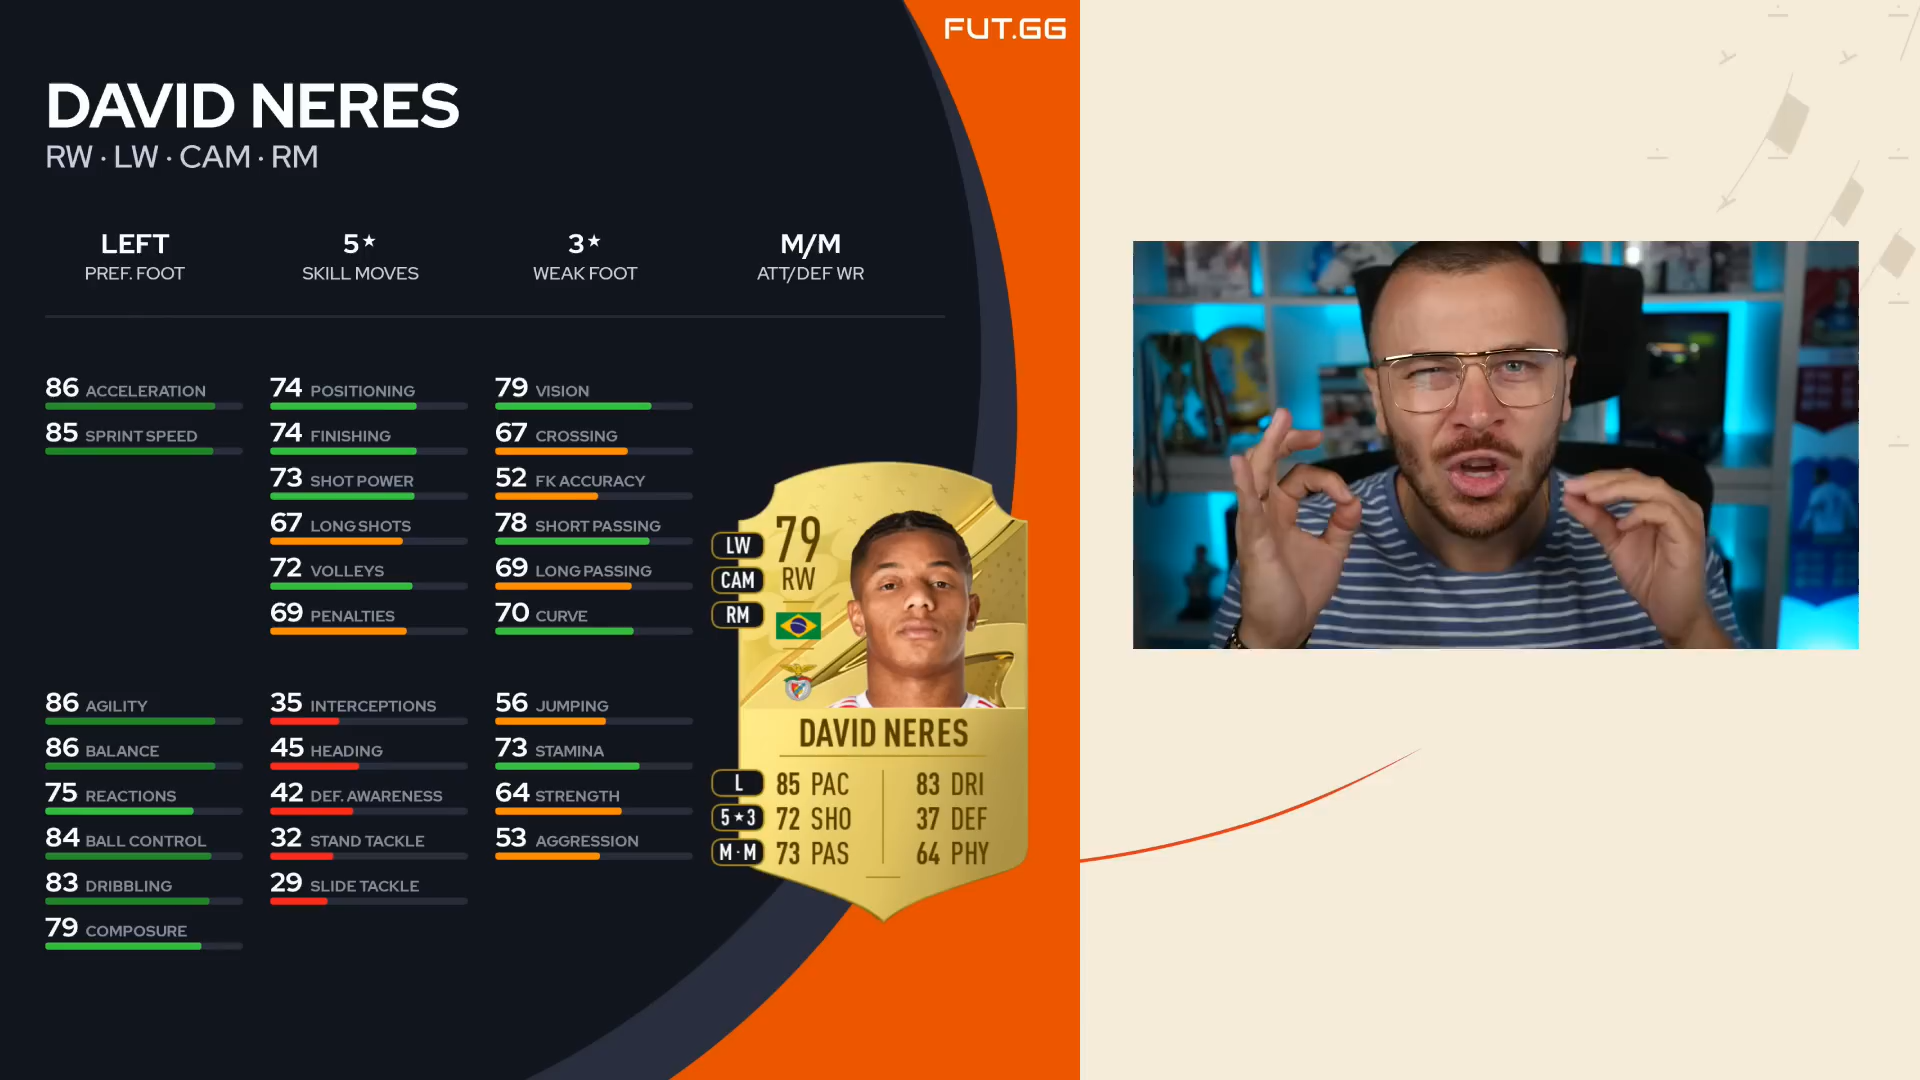 FUT.GG
DAVID NERES
RW · LW · CAM · RM
LEFT
PREF. FOOT
5★
SKILL MOVES
3★
WEAK FOOT
M/M
ATT/DEF WR
86 ACCELERATION
85 SPRINT SPEED
74 POSITIONING
74 FINISHING
73 SHOT POWER
67 LONG SHOTS
72 VOLLEYS
69 PENALTIES
79 VISION
67 CROSSING
52 FK ACCURACY
78 SHORT PASSING
69 LONG PASSING
70 CURVE
86 AGILITY
86 BALANCE
75 REACTIONS
84 BALL CONTROL
83 DRIBBLING
79 COMPOSURE
35 INTERCEPTIONS
45 HEADING
42 DEF. AWARENESS
32 STAND TACKLE
29 SLIDE TACKLE
56 JUMPING
73 STAMINA
64 STRENGTH
53 AGGRESSION
LW
CAM
RM
79
RW
DAVID NERES
L
5★3
M·M
85 PAC
72 SHO
73 PAS
83 DRI
37 DEF
64 PHY